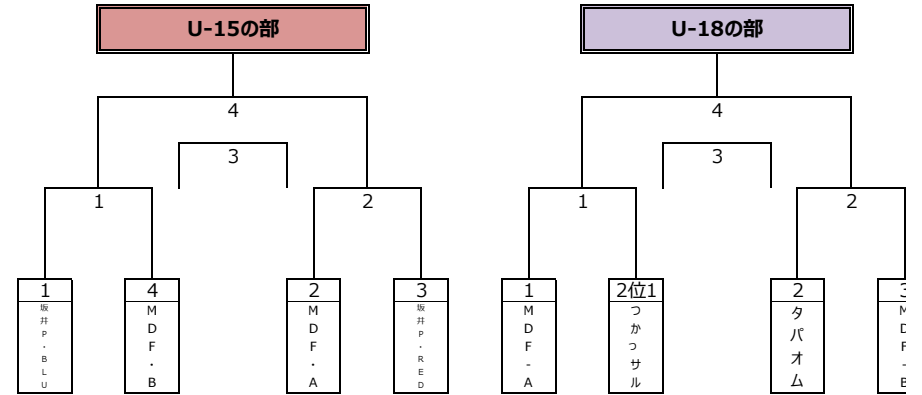 U-15の部 U-18の部
4 4
3 3
1 2 1 2
1 4 2 3 1 2位1 2 3
坂井P・BLU
MDF・B
MDF・A
坂井P・RED
MDF-A
つかっサル
タパオム
MDF-B